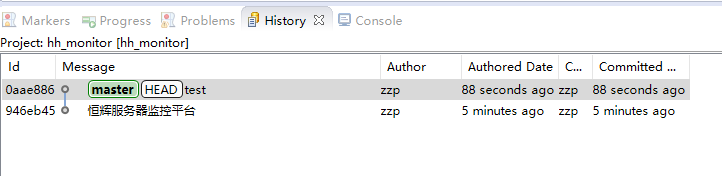 Markers Progress Problems History Console
Project: hh_monitor [hh_monitor]
Id Message Author Authored Date C... Committed ...
0aae886 master HEAD test zzp 88 seconds ago zzp 88 seconds ago
946eb45 恒辉服务器监控平台 zzp 5 minutes ago zzp 5 minutes ago